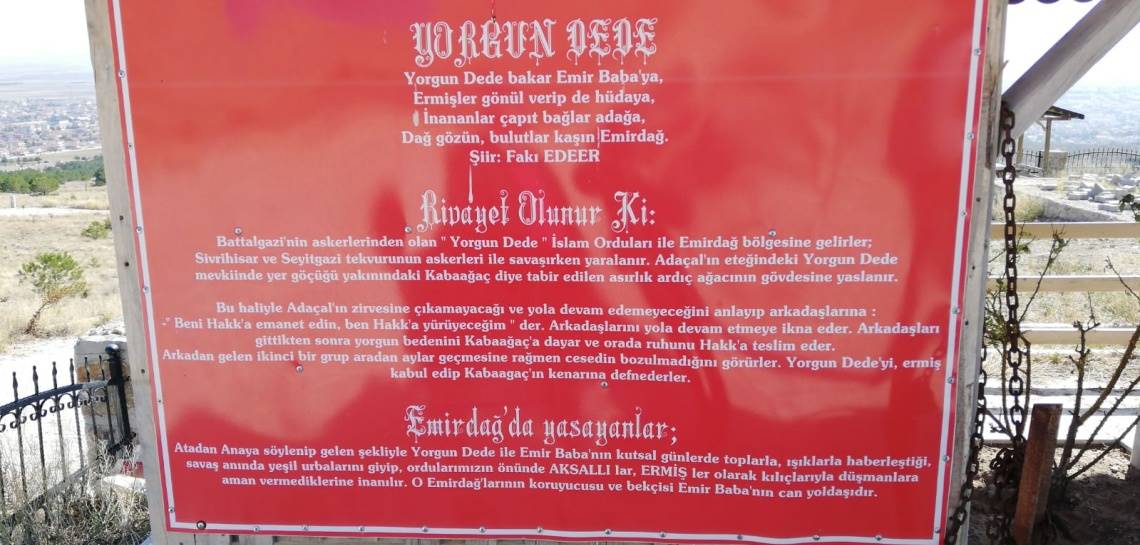 YORGUN DEDE
Yorgun Dede bakar Emir Baba'ya,
Ermişler gönül verip de hüdaya,
İnananlar çapıt bağlar adağa,
Dağ gözün, bulutlar kaşın Emirdağ.
Şiir: Fakı EDEER
Rivayet Olunur Ki:
Battalgazi'nin askerlerinden olan " Yorgun Dede " İslam Orduları ile Emirdağ bölgesine gelirler;
Sivrihisar ve Seyitgazi tekvurunun askerleri ile savaşırken yaralanır. Adaçal'ın eteğindeki Yorgun Dede
mevkiinde yer göçüğü yakınındaki Kabaağaç diye tabir edilen asırlık ardıç ağacının gövdesine yaslanır.
Bu haliyle Adaçal'ın zirvesine çıkamayacağı ve yola devam edemeyeceğini anlayıp arkadaşlarına :
-" Beni Hakk'a emanet edin, ben Hakk'a yürüyeceğim " der. Arkadaşlarını yola devam etmeye ikna eder. Arkadaşları
gittikten sonra yorgun bedenini Kabaağaç'a dayar ve orada ruhunu Hakk'a teslim eder.
Arkadan gelen ikinci bir grup aradan aylar geçmesine rağmen cesedin bozulmadığını görürler. Yorgun Dede'yi, ermiş
kabul edip Kabaagaç'ın kenarına defnederler.
Emirdağ'da yasayanlar;
Atadan Anaya söylenip gelen şekliyle Yorgun Dede ile Emir Baba'nın kutsal günlerde toplarla, ışıklarla haberleştiği,
savaş anında yeşil urbalarını giyip, ordularımızın önünde AKSALLI lar, ERMİŞ ler olarak kılıçlarıyla düşmanlara
aman vermediklerine inanılır. O Emirdağ'larının koruyucusu ve bekçisi Emir Baba'nın can yoldaşıdır.